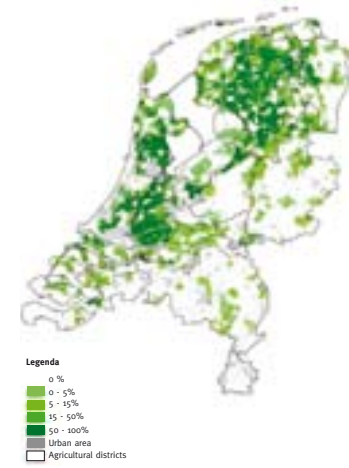 Legenda
0 %
0 - 5%
5 - 15%
15 - 50%
50 - 100%
Urban area
Agricultural districts